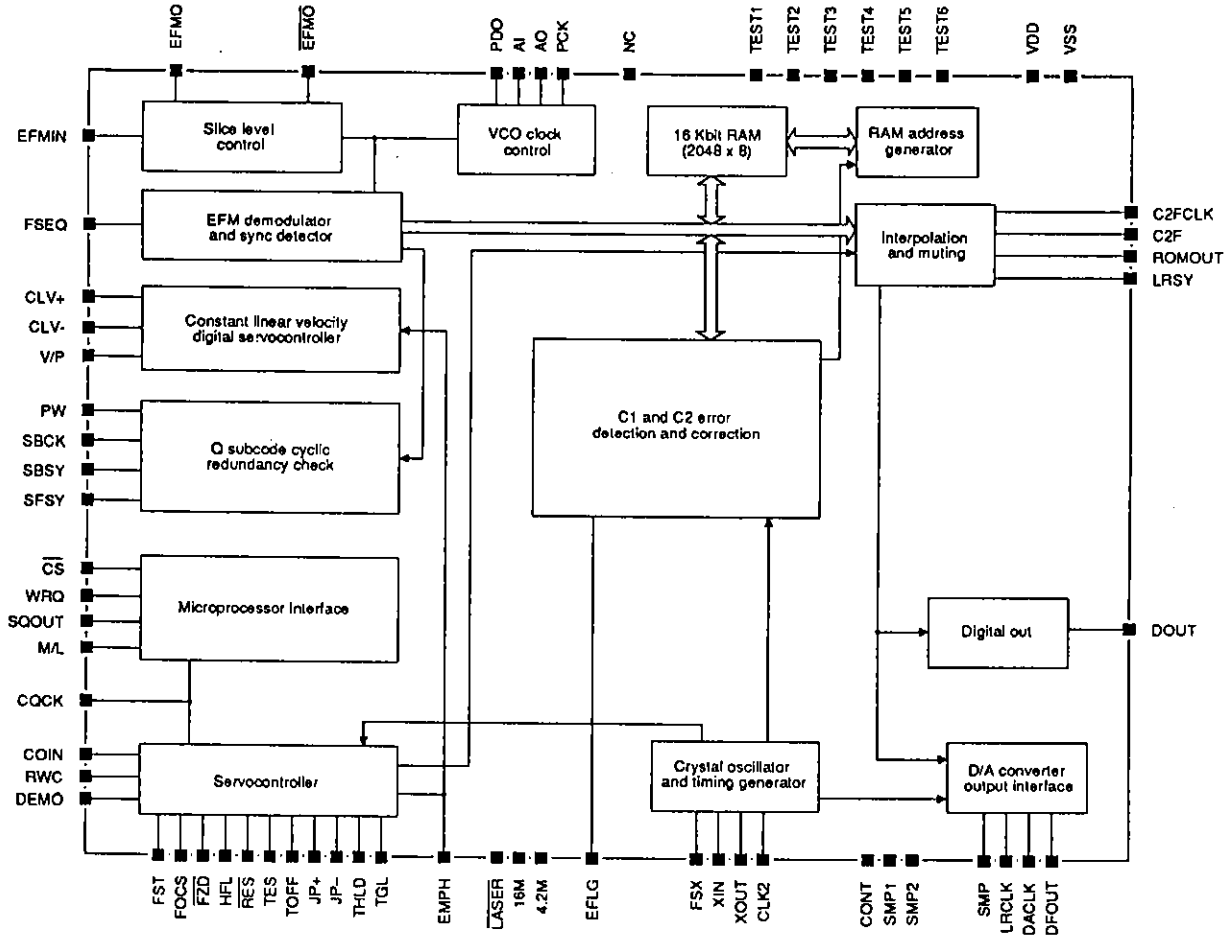 EFMO
EFMO
PDO
AI
AO
PCK
NC
TEST1
TEST2
TEST3
TEST4
TEST5
TEST6
VDD
VSS
EFMIN
Slice level
control
VCO clock
control
16 Kbit RAM
(2048 x 8)
RAM address
generator
FSEQ
EFM demodulator
and sync detector
Interpolation
and muting
C2FCLK
C2F
ROMOUT
LRSY
CLV+
CLV-
V/P
Constant linear velocity
digital servocontroller
PW
SBCK
SBSY
SFSY
Q subcode cyclic
redundancy check
C1 and C2 error
detection and correction
CS
WRQ
SQOUT
M/L
Microprocessor Interface
Digital out
DOUT
CQCK
COIN
RWC
DEMO
Servocontroller
Crystal oscillator
and timing generator
D/A converter
output interface
FST
FOCS
FZD
HFL
RES
TES
TOFF
JP+
JP-
THLD
TGL
EMPH
LASER
16M
4.2M
EFLG
FSX
XIN
XOUT
CLK2
CONT
SMP1
SMP2
SMP
LRCLK
DACLK
DFOUT